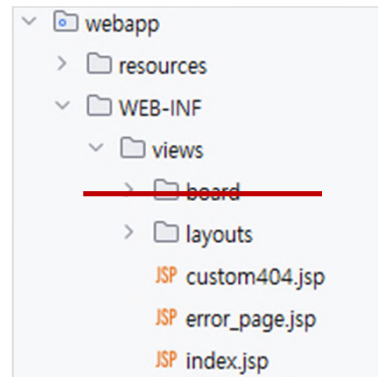 webapp
resources
WEB-INF
views
board
layouts
JSP custom404.jsp
JSP error_page.jsp
JSP index.jsp